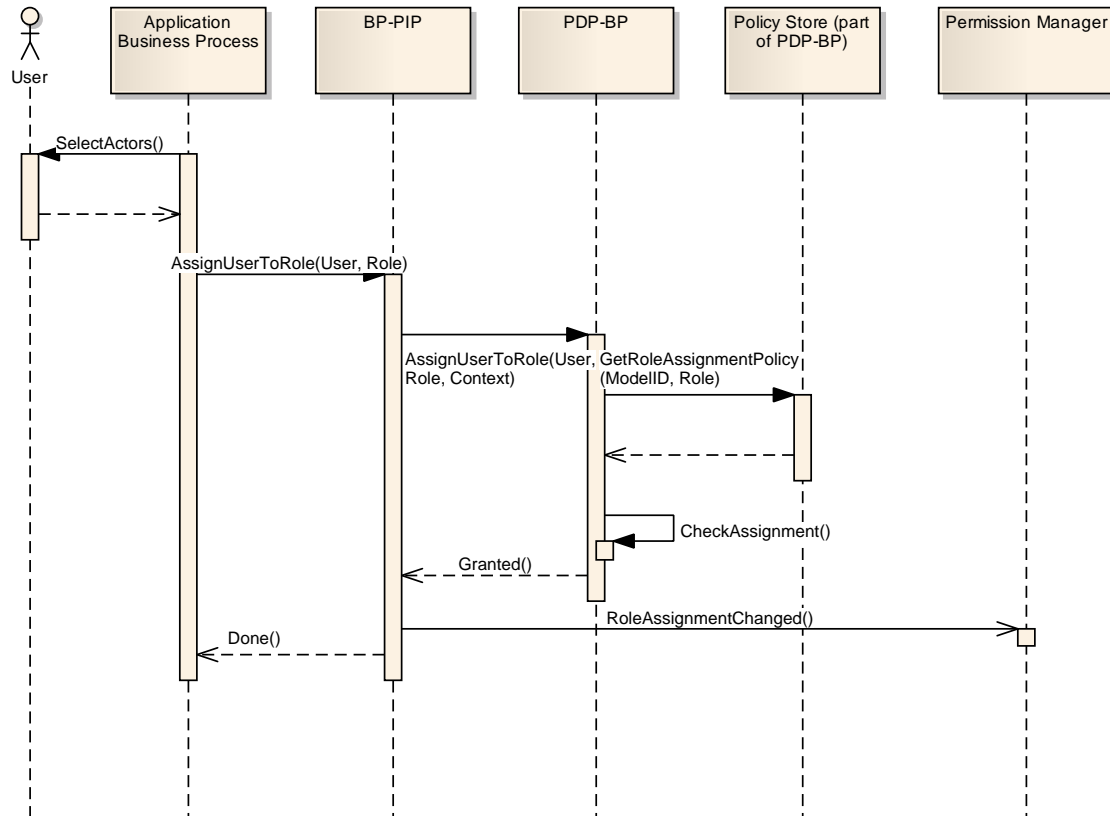 User
Application
Business Process
BP-PIP
PDP-BP
Policy Store (part
of PDP-BP)
Permission Manager
SelectActors()
AssignUserToRole(User, Role)
AssignUserToRole(User,
Role, Context)
GetRoleAssignmentPolicy
(ModelID, Role)
CheckAssignment()
Granted()
RoleAssignmentChanged()
Done()